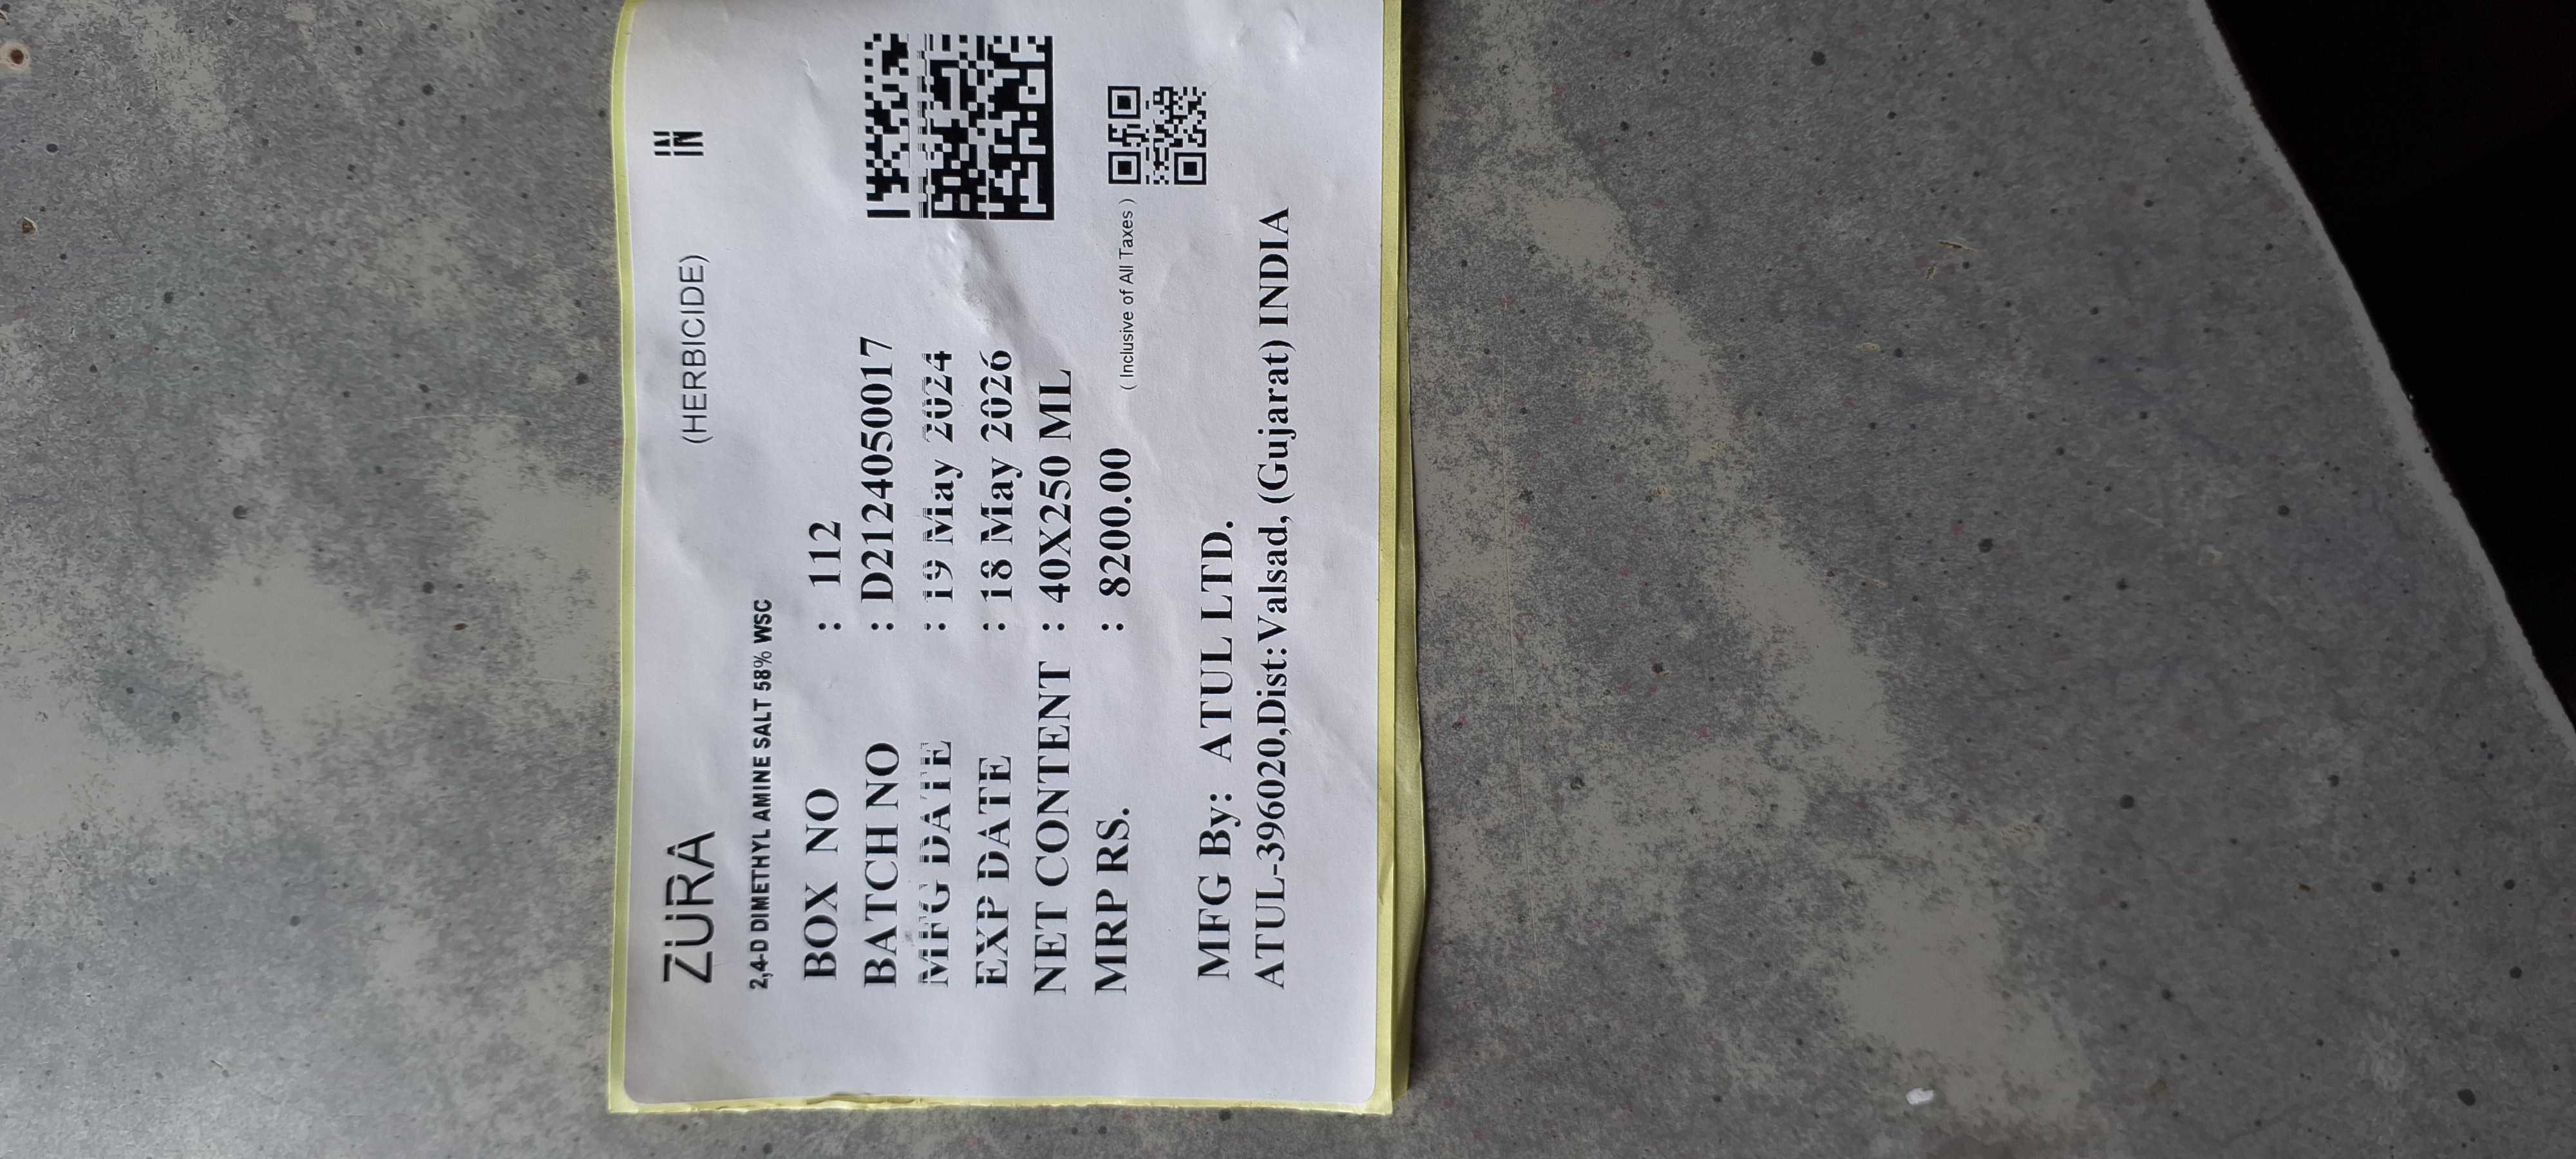 ZURA (HERBICIDE) IN
2,4-D DIMETHYL AMINE SALT 58% WSC
BOX NO : 112
BATCH NO : D2124050017
MFG DATE : 19 May 2024
EXP DATE : 18 May 2026
NET CONTENT : 40X250 ML
MRP RS. : 8200.00 ( Inclusive of All Taxes )
MFG By: ATUL LTD.
ATUL-396020,Dist:Valsad, (Gujarat) INDIA